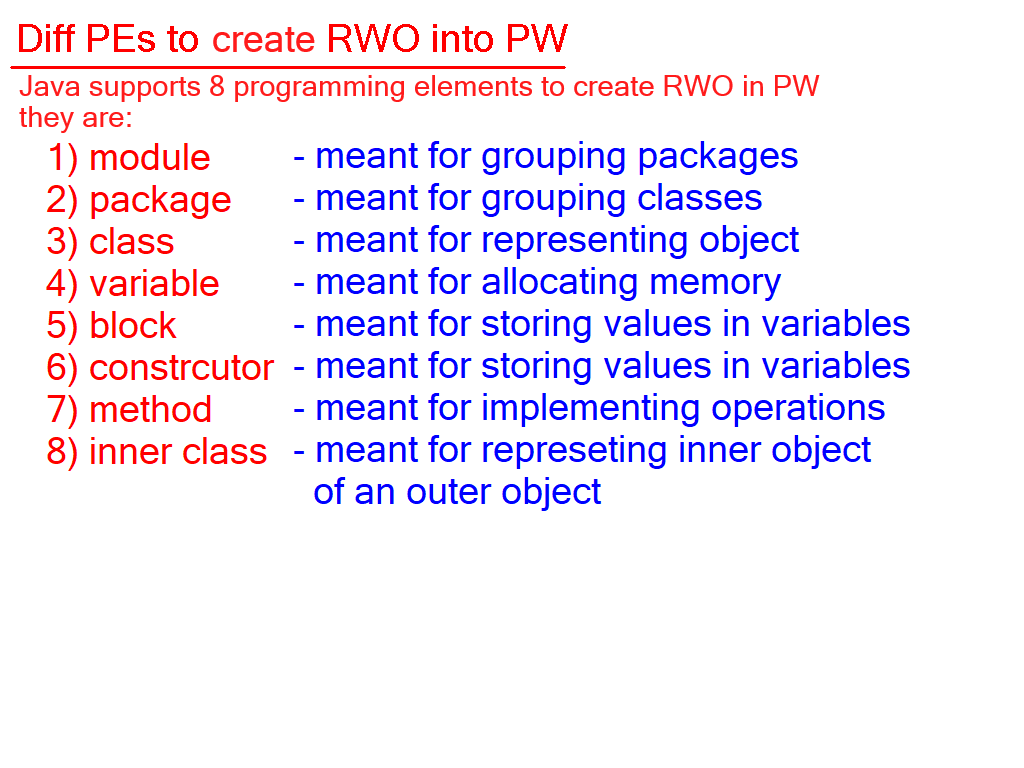 Diff PEs to create RWO into PW
Java supports 8 programming elements to create RWO in PW
they are:
1) module - meant for grouping packages
2) package - meant for grouping classes
3) class - meant for representing object
4) variable - meant for allocating memory
5) block - meant for storing values in variables
6) constrcutor - meant for storing values in variables
7) method - meant for implementing operations
8) inner class - meant for represeting inner object
of an outer object